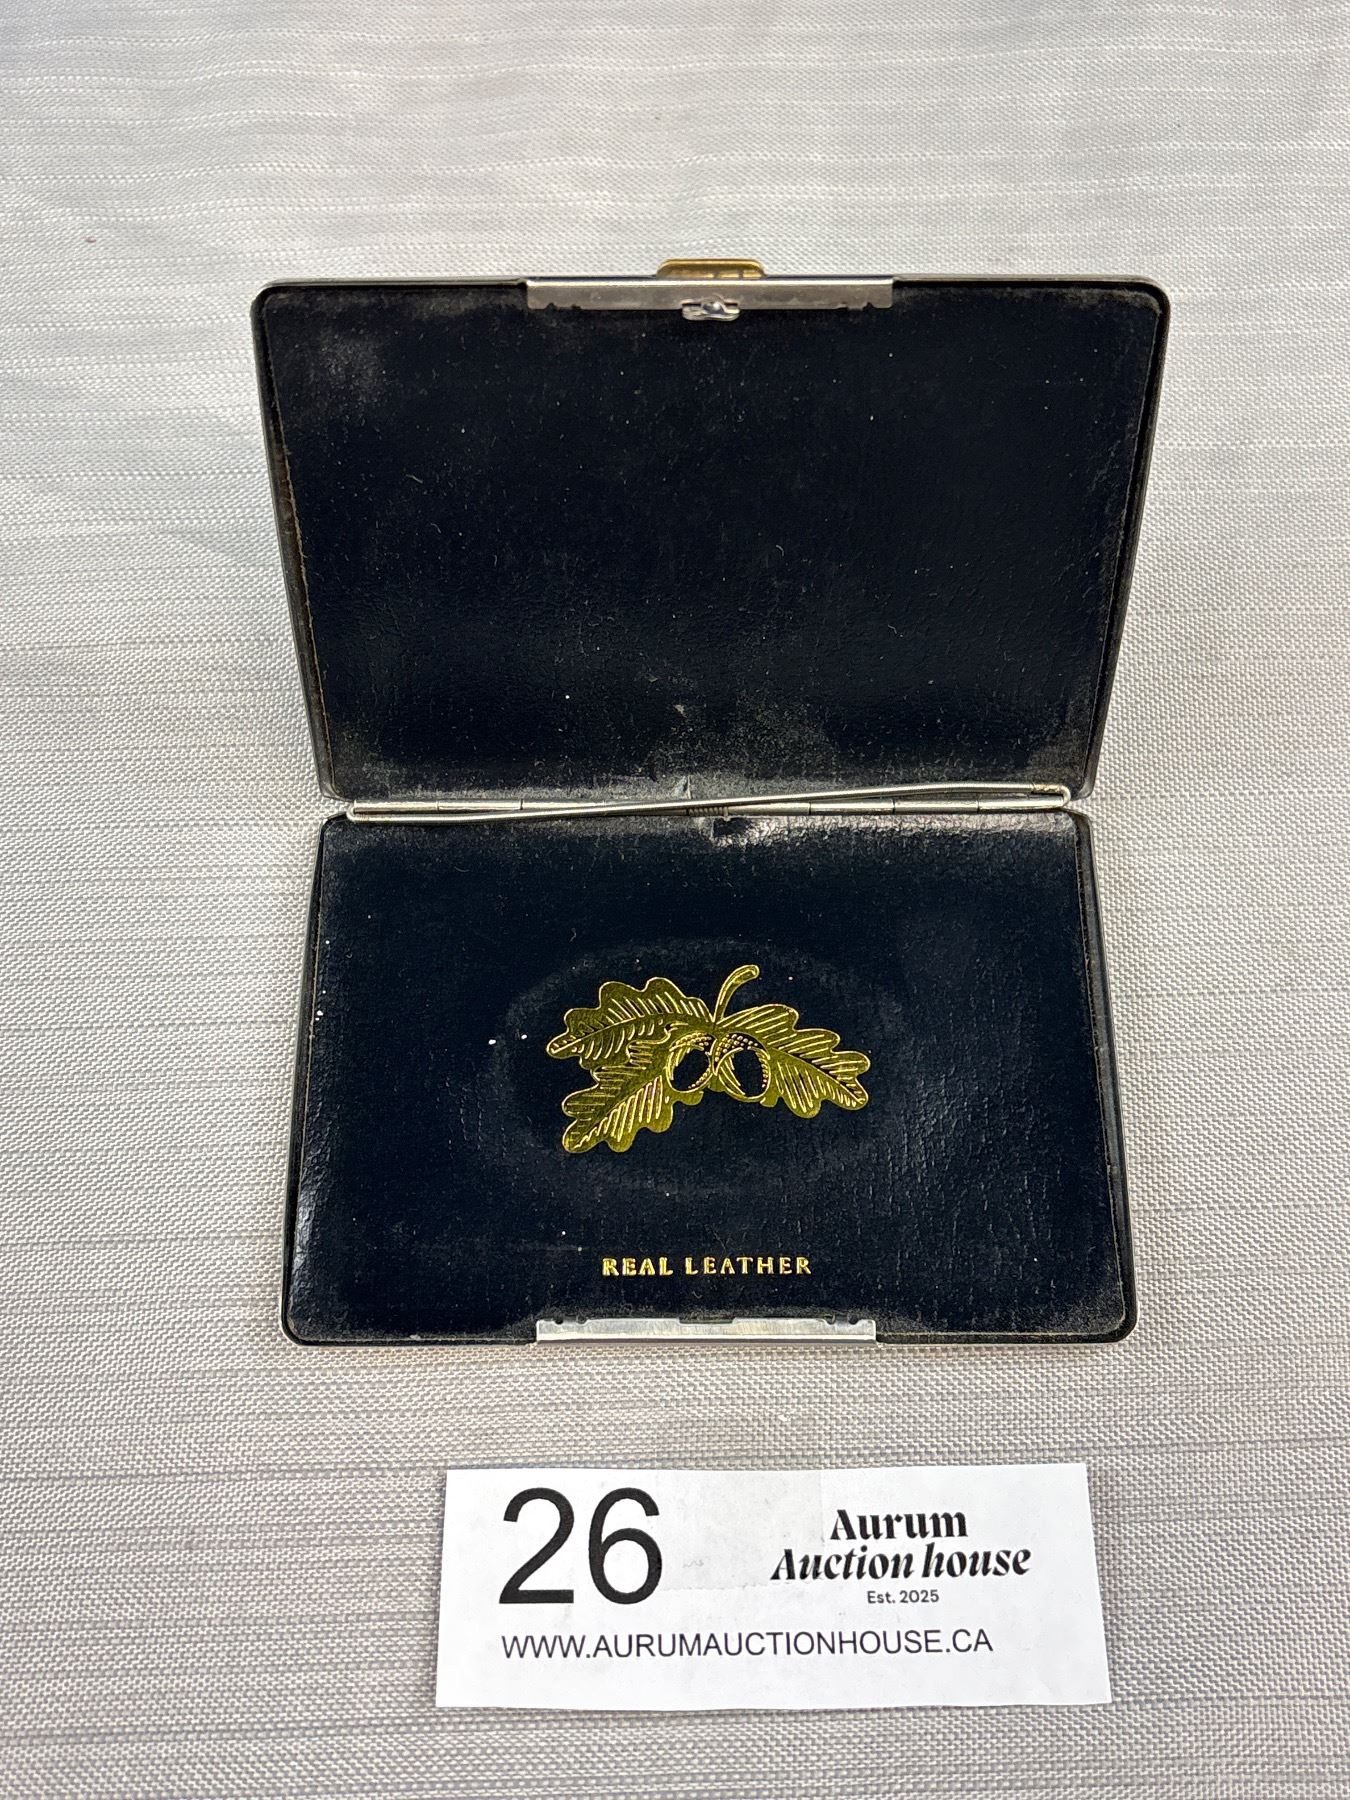 REAL LEATHER
26
Aurum
Auction house
Est. 2025
WWW.AURUMAUCTIONHOUSE.CA